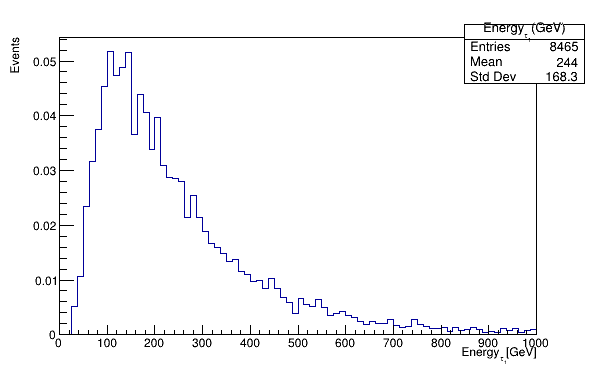 Energy_τ₁(GeV)
Entries 8465
Mean 244
Std Dev 168.3
Events
0.05
0.04
0.03
0.02
0.01
0
0 100 200 300 400 500 600 700 800 900 1000
Energy_τ₁[GeV]